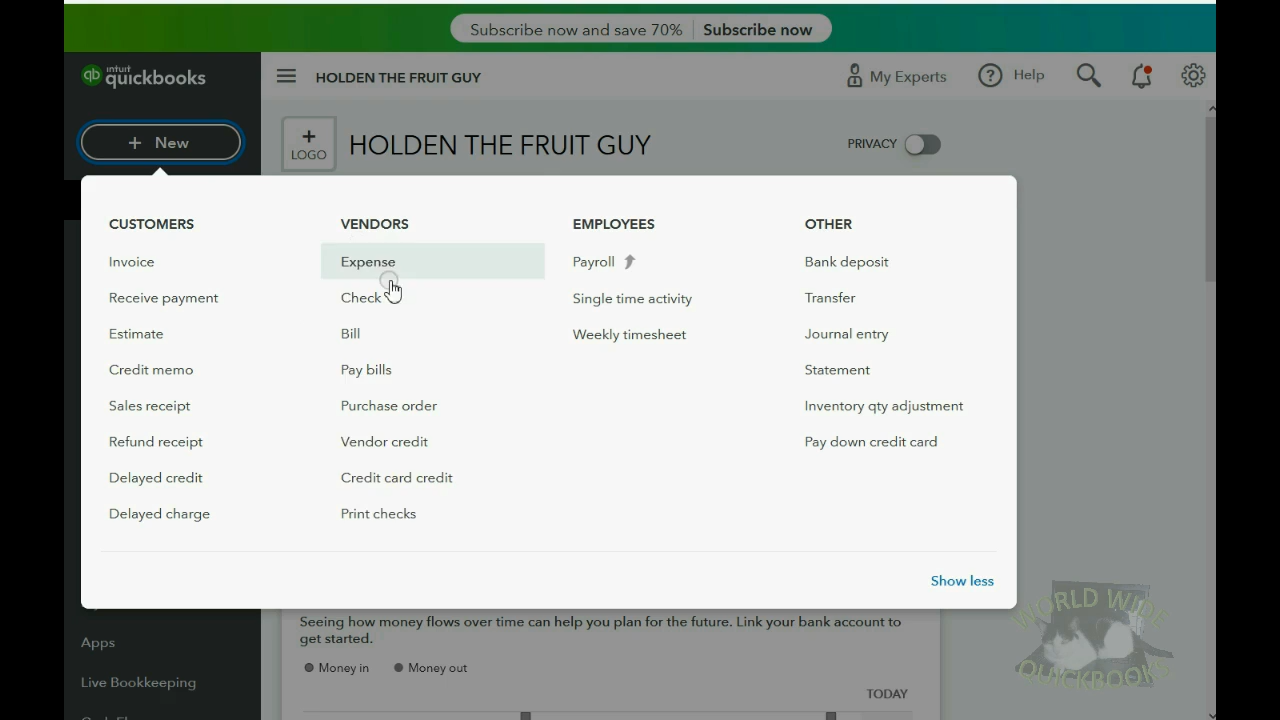 Subscribe now and save 70% Subscribe now
intuit quickbooks
HOLDEN THE FRUIT GUY
My Experts
Help
+ New
+ LOGO
HOLDEN THE FRUIT GUY
PRIVACY
CUSTOMERS
Invoice
Receive payment
Estimate
Credit memo
Sales receipt
Refund receipt
Delayed credit
Delayed charge
VENDORS
Expense
Check
Bill
Pay bills
Purchase order
Vendor credit
Credit card credit
Print checks
EMPLOYEES
Payroll
Single time activity
Weekly timesheet
OTHER
Bank deposit
Transfer
Journal entry
Statement
Inventory qty adjustment
Pay down credit card
Show less
Apps
Live Bookkeeping
Seeing how money flows over time can help you plan for the future. Link your bank account to
get started.
Money in Money out
TODAY
WORLD WIDE
QUICKBOOKS